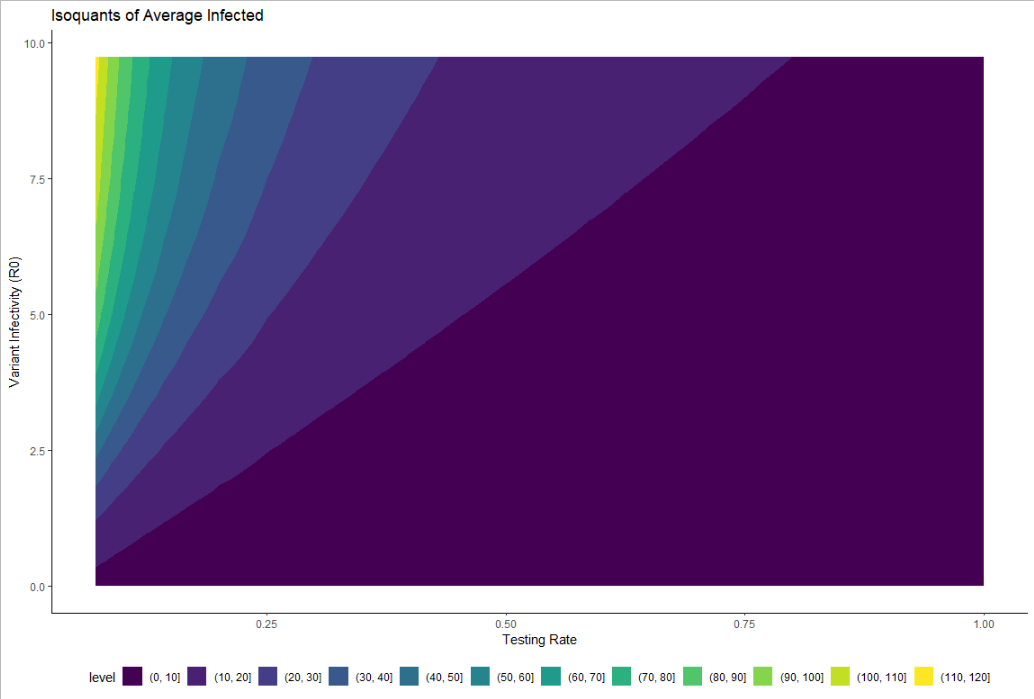 Isoquants of Average Infected
10.0
7.5
5.0
2.5
0.0
Variant Infectivity (R0)
0.25 0.50 0.75 1.00
Testing Rate
level (0, 10] (10, 20] (20, 30] (30, 40] (40, 50] (50, 60] (60, 70] (70, 80] (80, 90] (90, 100] (100, 110] (110, 120]